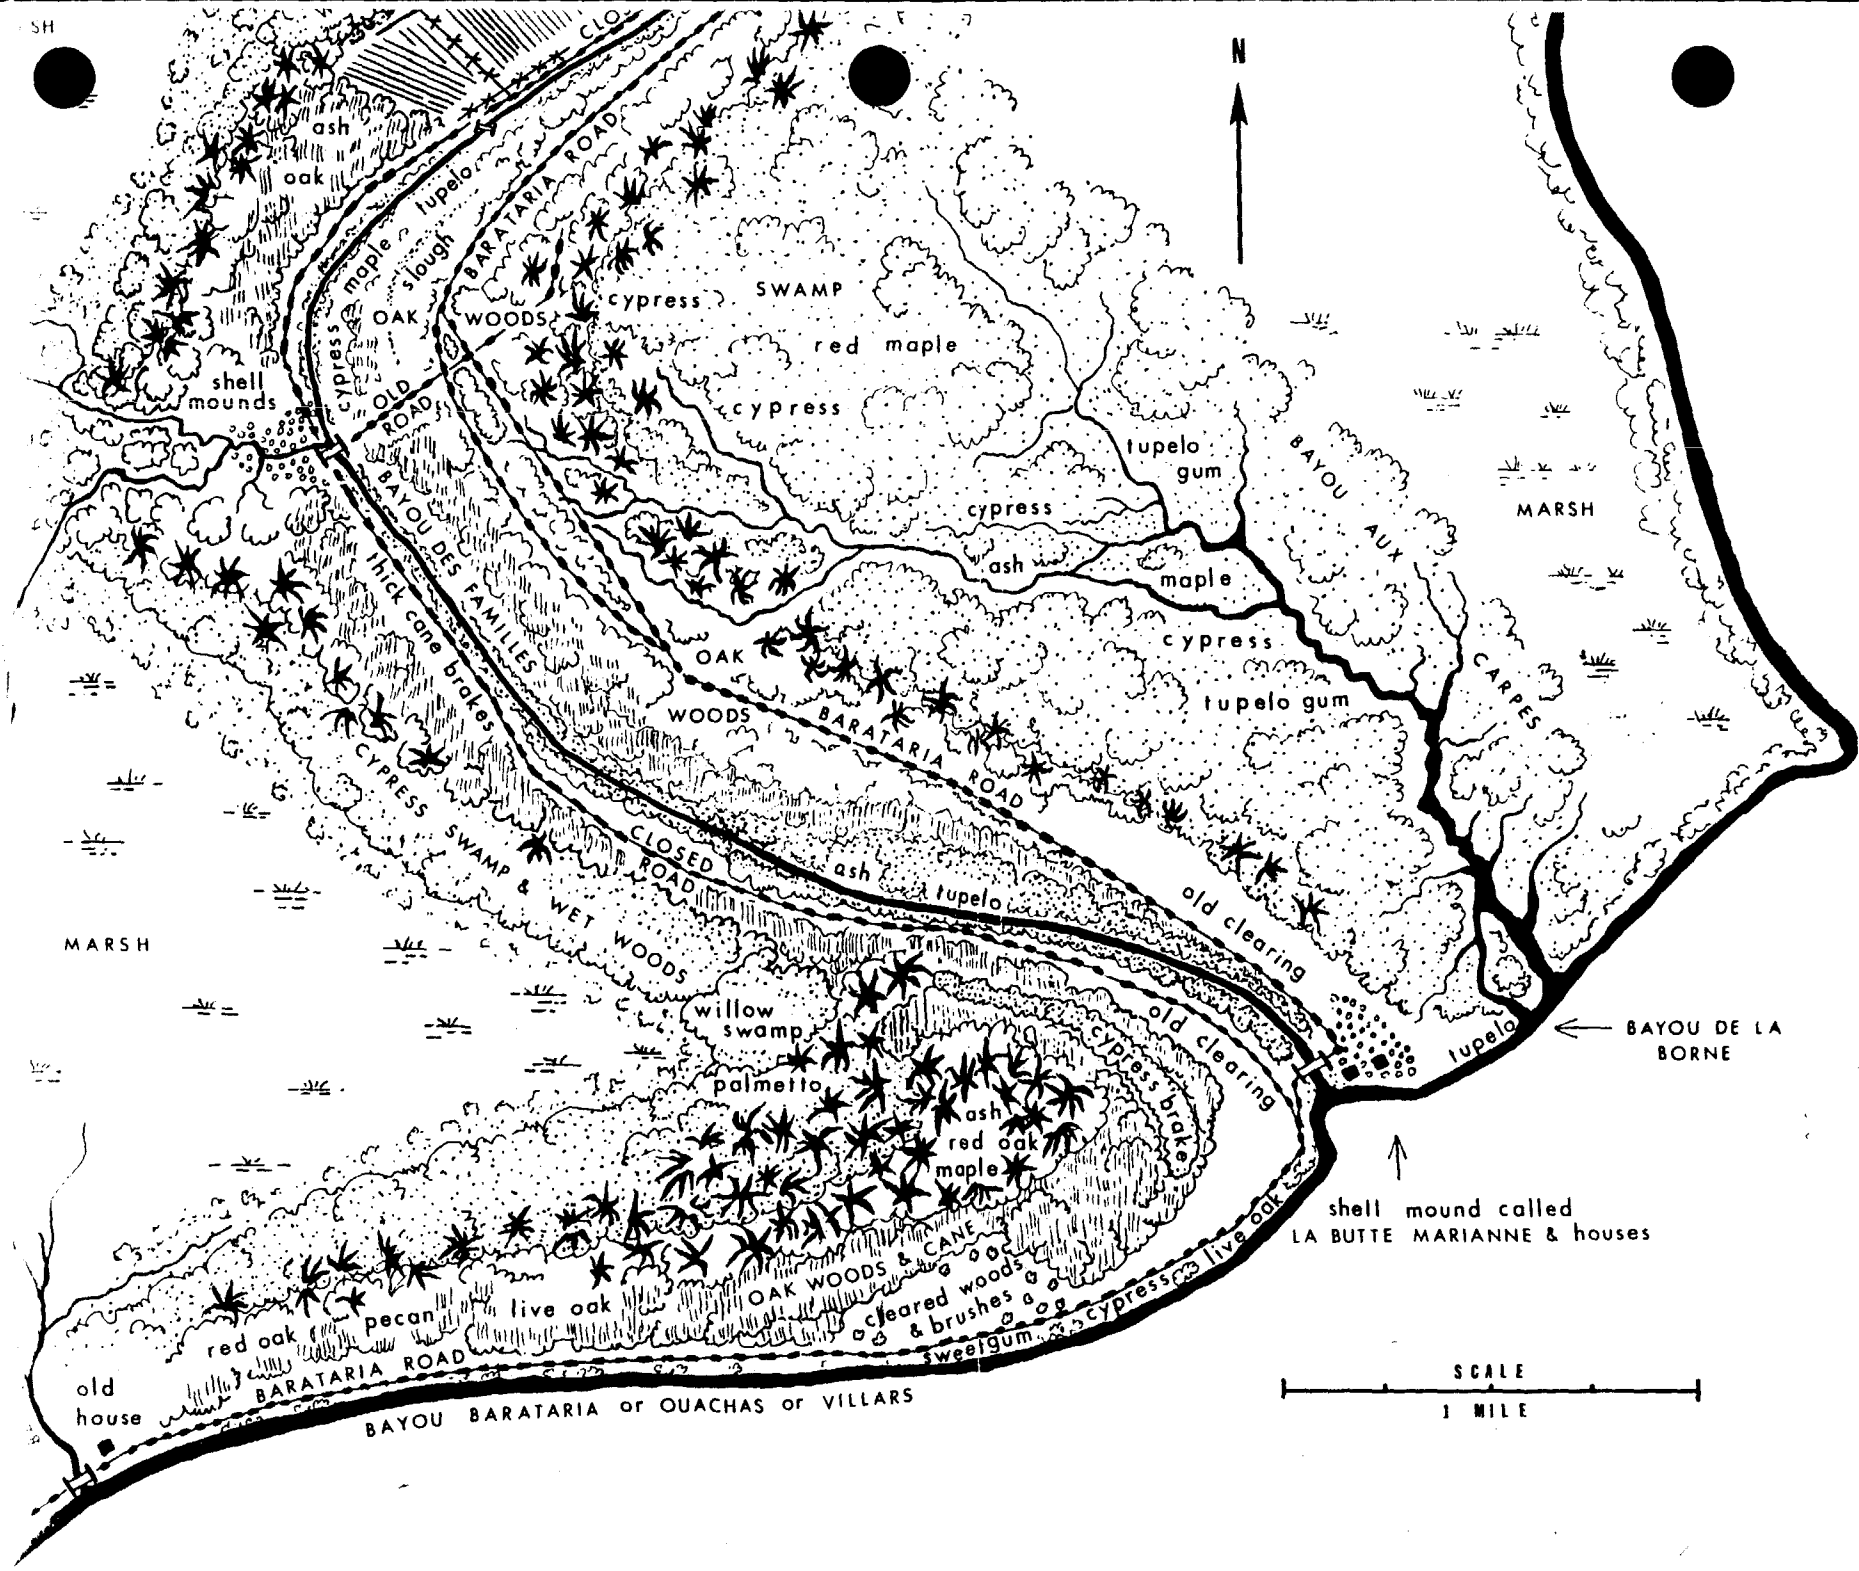 SH
CLO
N
ash
oak
BARATARIA ROAD
tupelo
maple
slough
cypress
OAK WOODS
cypress
SWAMP
red maple
cypress
shell
mounds
OLD
ROAD
tupelo
gum
BAYOU AUX CARPES
cypress
MARSH
ash
maple
BAYOU DES FAMILLES
thick cane brakes
cypress
OAK
WOODS
tupelo gum
BARATARIA ROAD
CYPRESS SWAMP & WET WOODS
CLOSED
ROAD
ash
tupelo
old clearing
MARSH
willow
swamp
palmetto
cypress brake
old clearing
tupelo
BAYOU DE LA
BORNE
ash
red oak
maple
shell mound called
LA BUTTE MARIANNE & houses
live oak
cypress
sweetgum
OAK WOODS & CANE
cleared woods
& brushes
live oak
pecan
red oak
BARATARIA ROAD
old
house
BAYOU BARATARIA or OUACHAS or VILLARS
SCALE
1 MILE